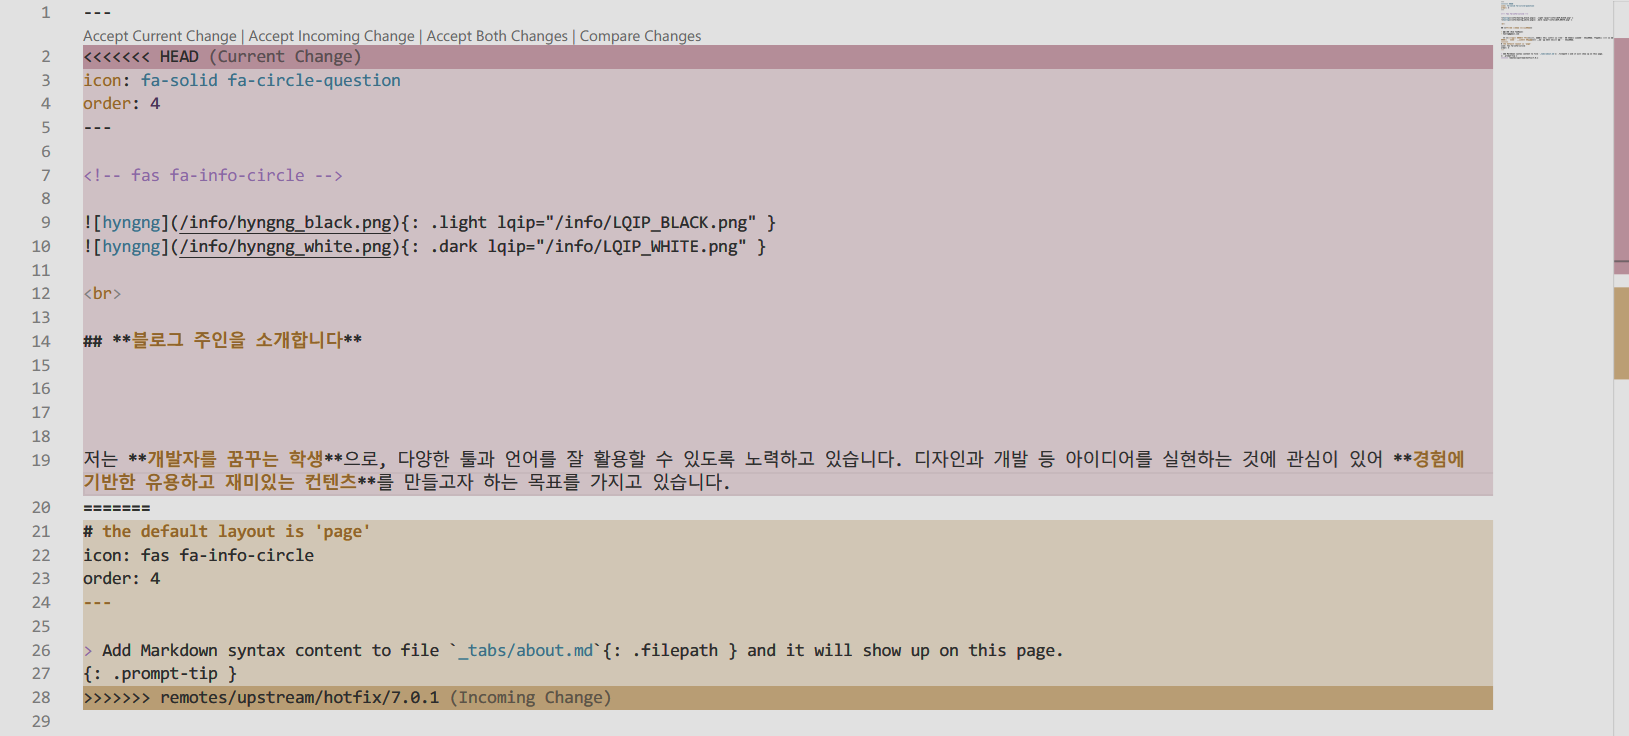 1 ---
Accept Current Change | Accept Incoming Change | Accept Both Changes | Compare Changes
2 <<<<<<< HEAD (Current Change)
3 icon: fa-solid fa-circle-question
4 order: 4
5 ---
6
7 <!-- fas fa-info-circle -->
8
9 ![hyngng](/info/hyngng_black.png){: .light lqip="/info/LQIP_BLACK.png" }
10 ![hyngng](/info/hyngng_white.png){: .dark lqip="/info/LQIP_WHITE.png" }
11
12 <br>
13
14 ## **블로그 주인을 소개합니다**
15
16
17
18
19 저는 **개발자를 꿈꾸는 학생**으로, 다양한 툴과 언어를 잘 활용할 수 있도록 노력하고 있습니다. 디자인과 개발 등 아이디어를 실현하는 것에 관심이 있어 **경험에
기반한 유용하고 재미있는 컨텐츠**를 만들고자 하는 목표를 가지고 있습니다.
20 =======
21 # the default layout is 'page'
22 icon: fas fa-info-circle
23 order: 4
24 ---
25
26 > Add Markdown syntax content to file `_tabs/about.md`{: .filepath } and it will show up on this page.
27 {: .prompt-tip }
28 >>>>>>> remotes/upstream/hotfix/7.0.1 (Incoming Change)
29